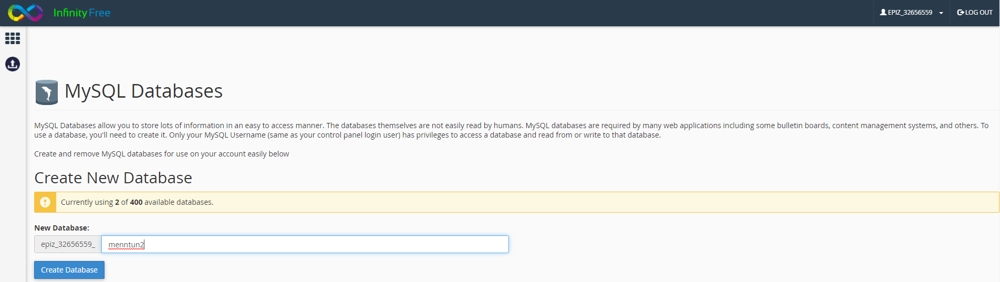 InfinityFree
EPIZ_32656559
LOG OUT
MySQL Databases
MySQL Databases allow you to store lots of information in an easy to access manner. The databases themselves are not easily read by humans. MySQL databases are required by many web applications including some bulletin boards, content management systems, and others. To
use a database, you'll need to create it. Only your MySQL Username (same as your control panel login user) has privileges to access a database and read from or write to that database.
Create and remove MySQL databases for use on your account easily below
Create New Database
Currently using 2 of 400 available databases.
New Database:
epiz_32656559_ menntun2
Create Database